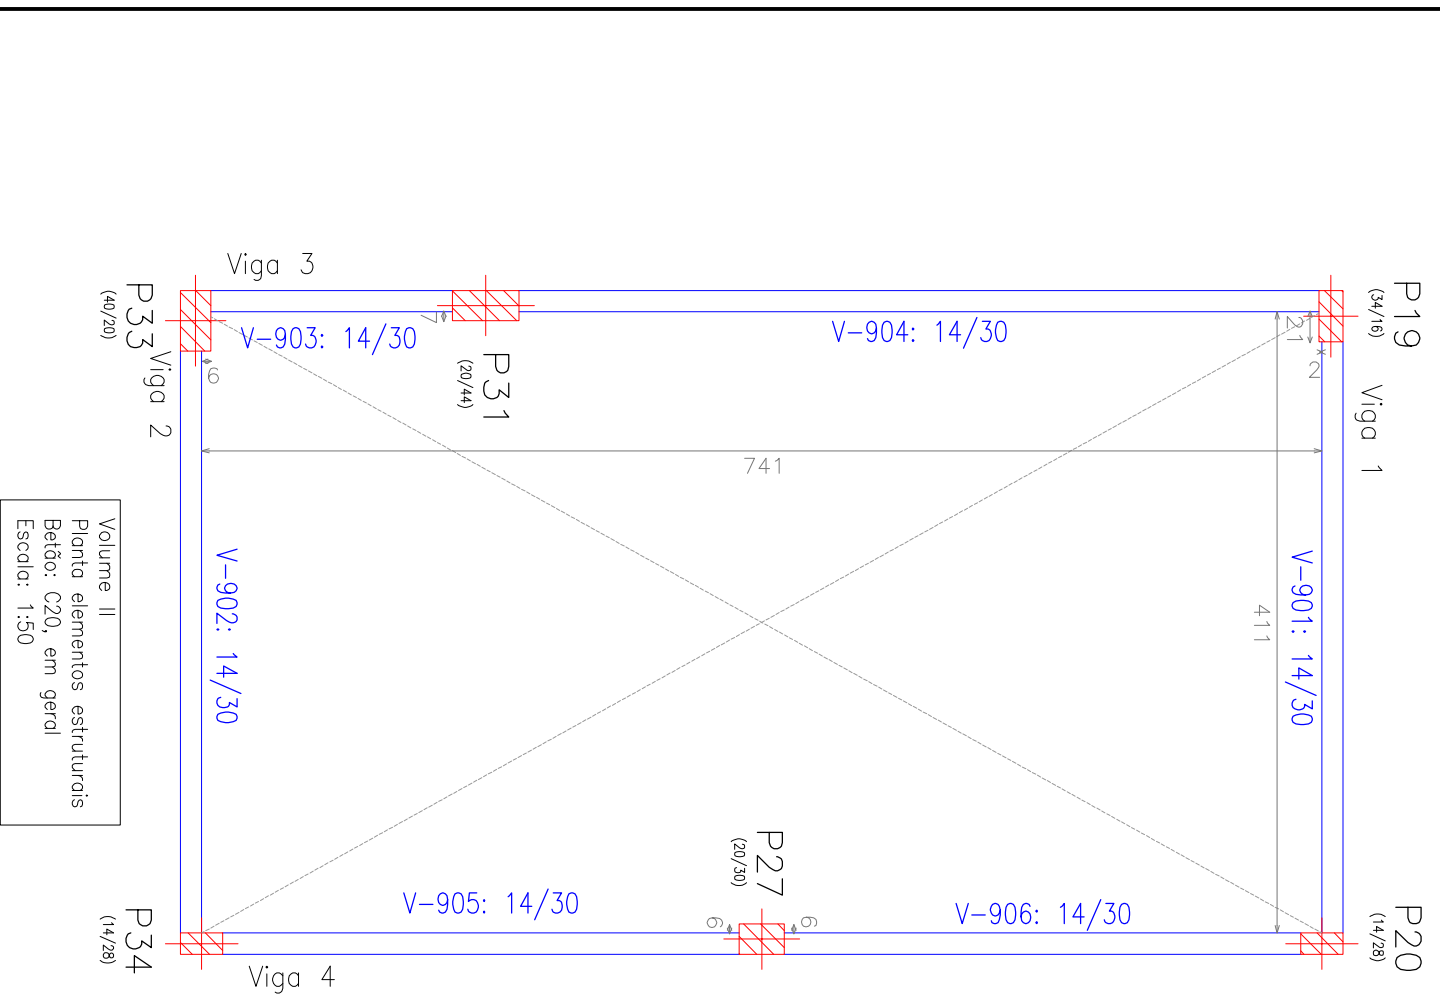 Viga 3
P33
(40/20)
V-903: 14/30
7
P31
(20/44)
V-904: 14/30
P19
(34/16)
21
2
Viga 1
Viga 2
6
741
411
V-902: 14/30
V-901: 14/30
Volume II
Planta elementos estruturais
Betão: C20, em geral
Escala: 1:50
P27
(20/30)
V-905: 14/30
6
6
V-906: 14/30
P34
(14/28)
Viga 4
P20
(14/28)